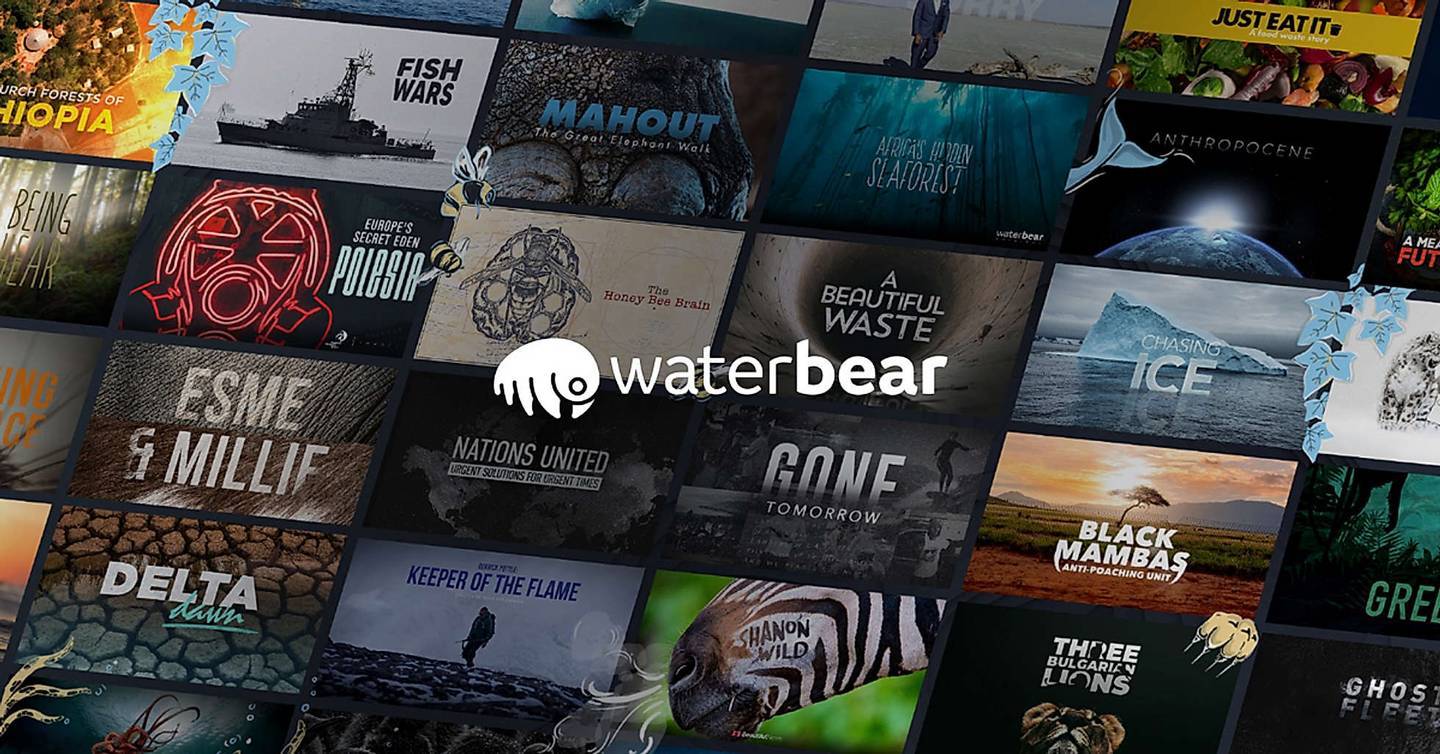 URCH FORESTS OF
HIOPIA
FISH
WARS
MAHOUT
The Great Elephant Walk
AFRICA'S HIDDEN
SEAFOREST
waterbear
JUST EAT IT
A food waste story
ANTHROPOCENE
BEING
EUROPE'S
SECRET EDEN
POLESIA
The
Honey Bee Brain
A
BEAUTIFUL
WASTE
CHASING
ICE
A MEA
FUT
waterbear
ING
CE
ESME
& MILLIE
NATIONS UNITED
URGENT SOLUTIONS FOR URGENT TIMES
GONE
TOMORROW
BLACK
MAMBAS
ANTI-POACHING UNIT
DELTA
dawn
KEEPER OF THE FLAME
SHANON
WILD
THREE
BULGARIAN
LIONS
GREE
GHOST
FLEET